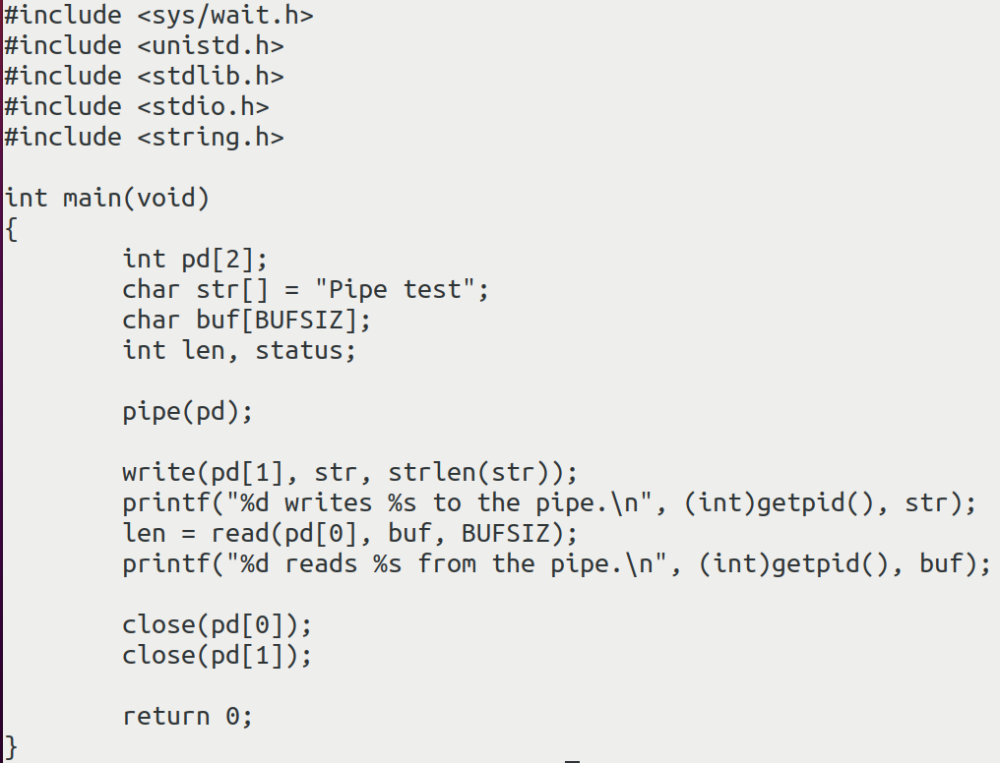 #include <sys/wait.h>
#include <unistd.h>
#include <stdlib.h>
#include <stdio.h>
#include <string.h>

int main(void)
{
        int pd[2];
        char str[] = "Pipe test";
        char buf[BUFSIZ];
        int len, status;

        pipe(pd);

        write(pd[1], str, strlen(str));
        printf("%d writes %s to the pipe.\n", (int)getpid(), str);
        len = read(pd[0], buf, BUFSIZ);
        printf("%d reads %s from the pipe.\n", (int)getpid(), buf);

        close(pd[0]);
        close(pd[1]);

        return 0;
}